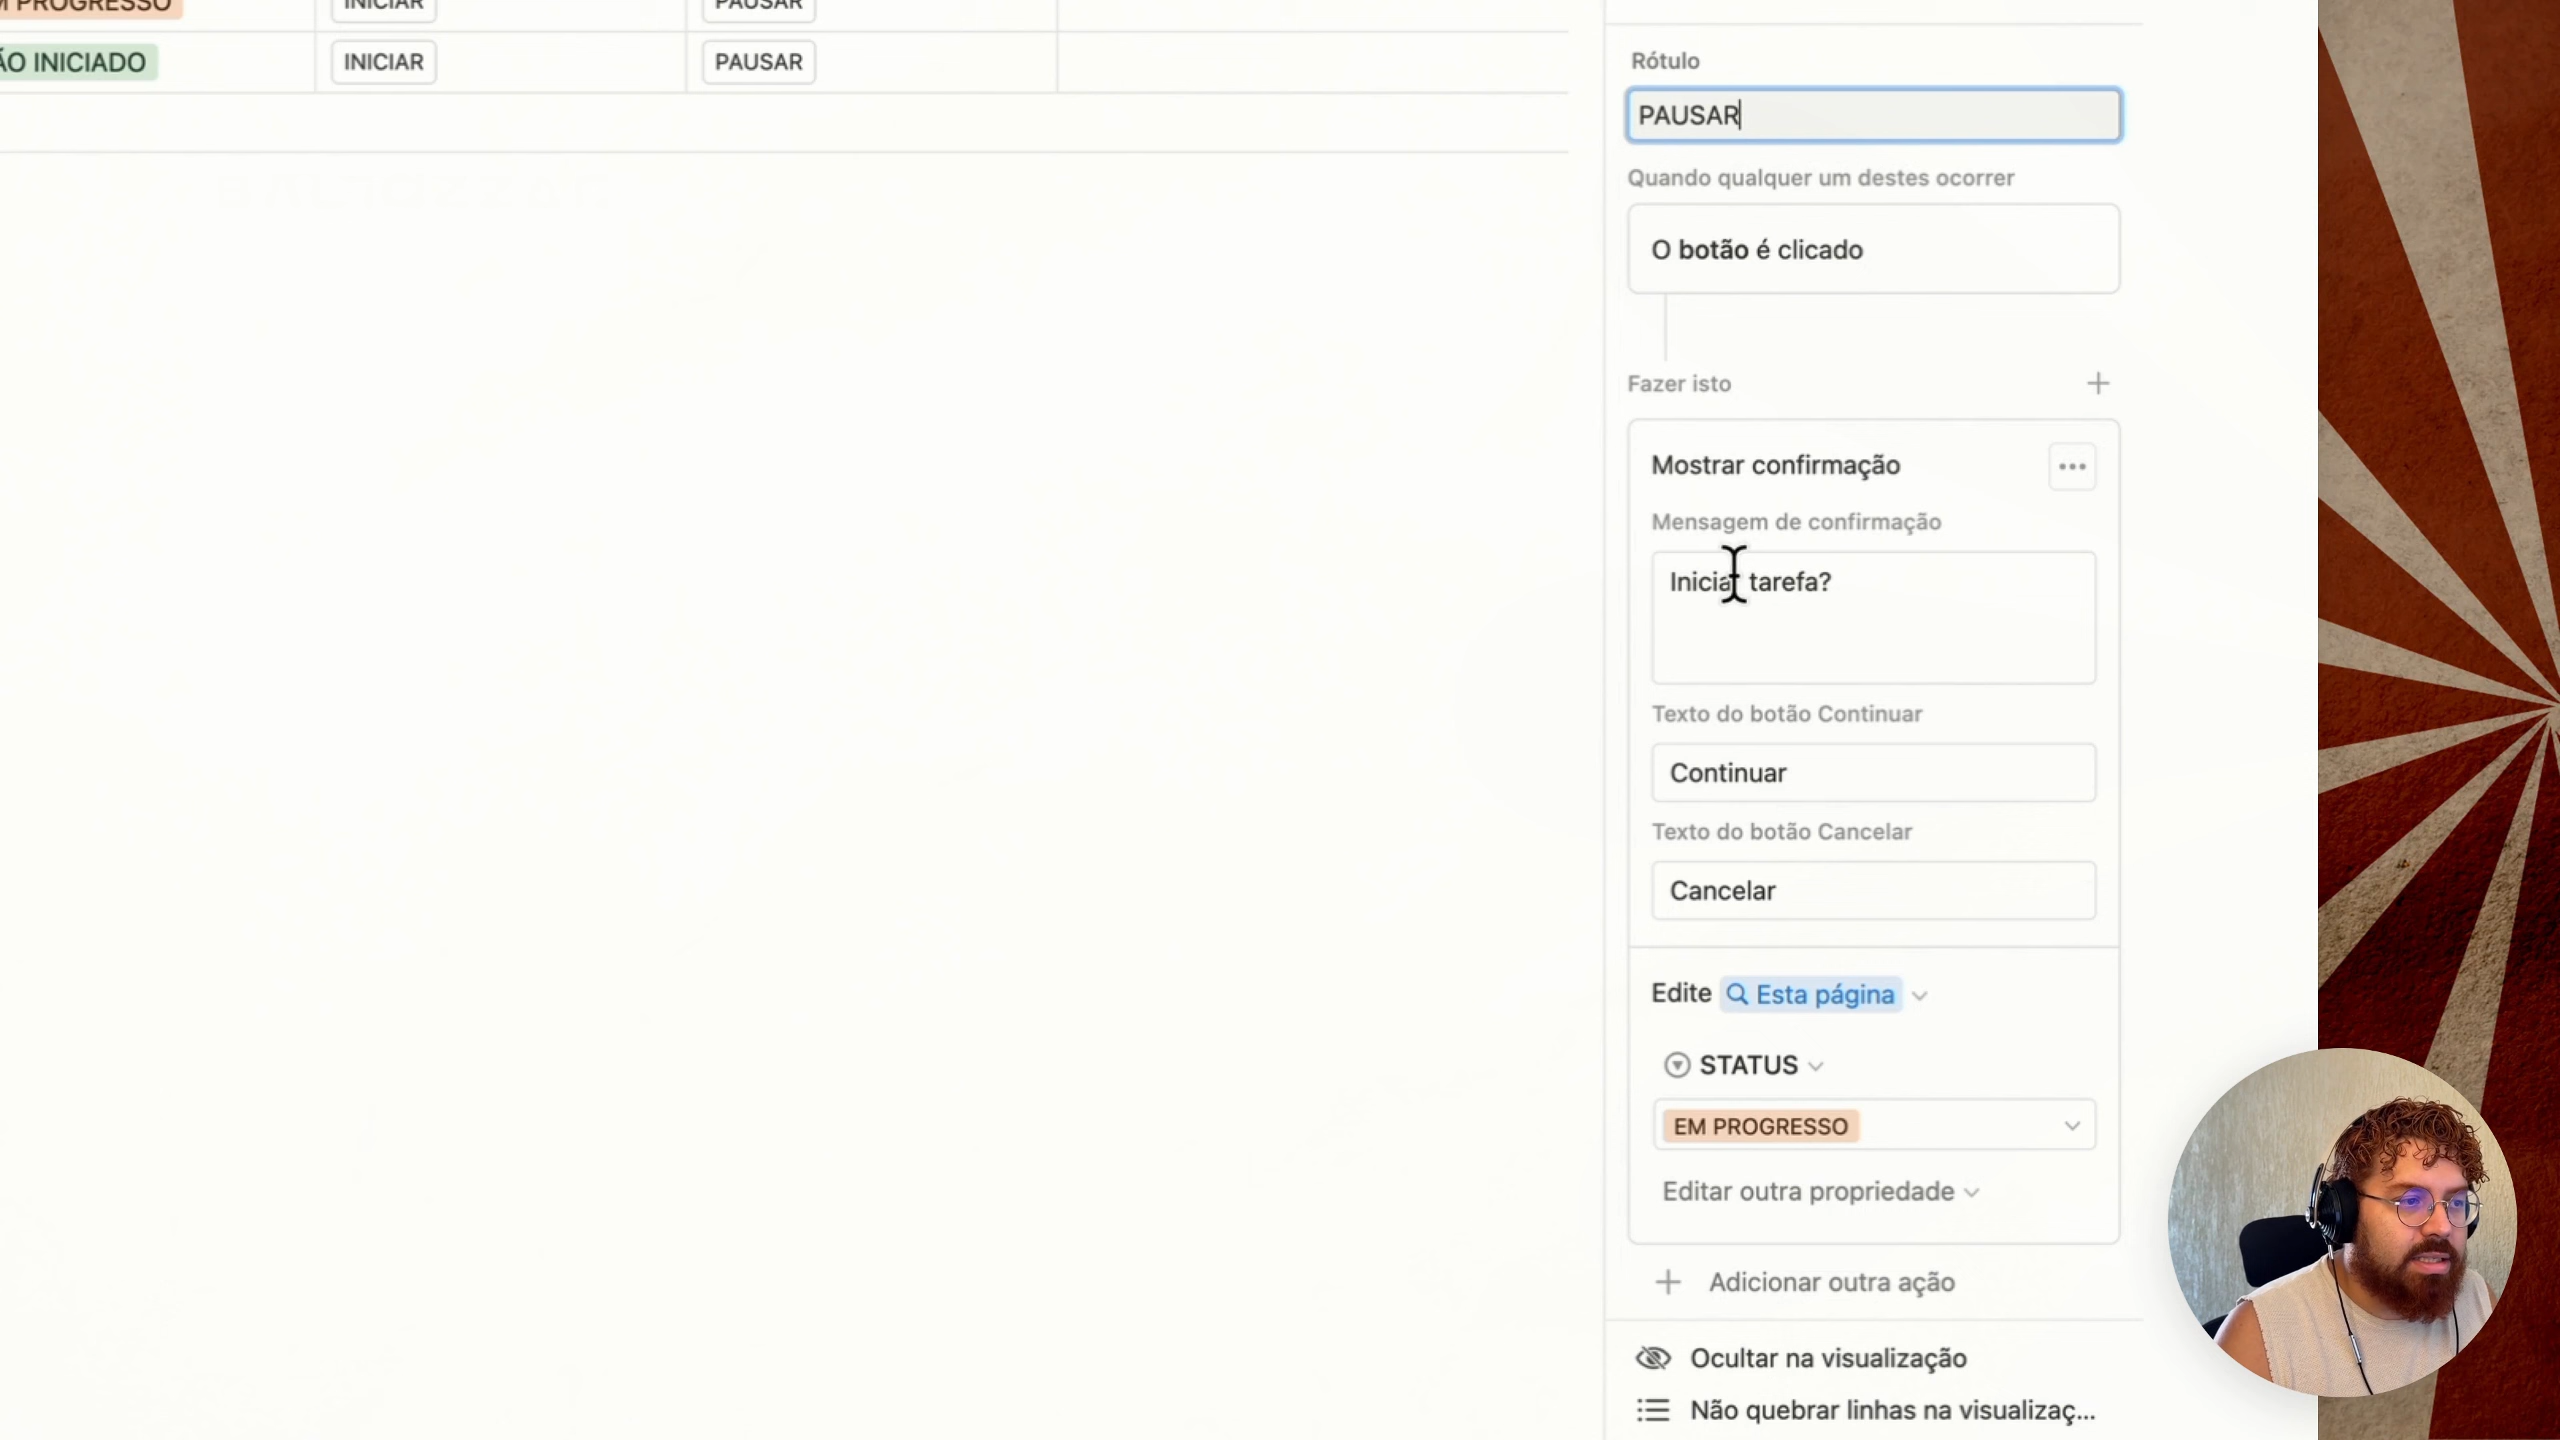 M PROGRESSO INICIAR PAUSAR
ÃO INICIADO INICIAR PAUSAR
Rótulo
PAUSAR
Quando qualquer um destes ocorrer
O botão é clicado
Fazer isto
Mostrar confirmação
Mensagem de confirmação
Iniciar tarefa?
Texto do botão Continuar
Continuar
Texto do botão Cancelar
Cancelar
Edite Esta página
STATUS
EM PROGRESSO
Editar outra propriedade
Adicionar outra ação
Ocultar na visualização
Não quebrar linhas na visualizaç...